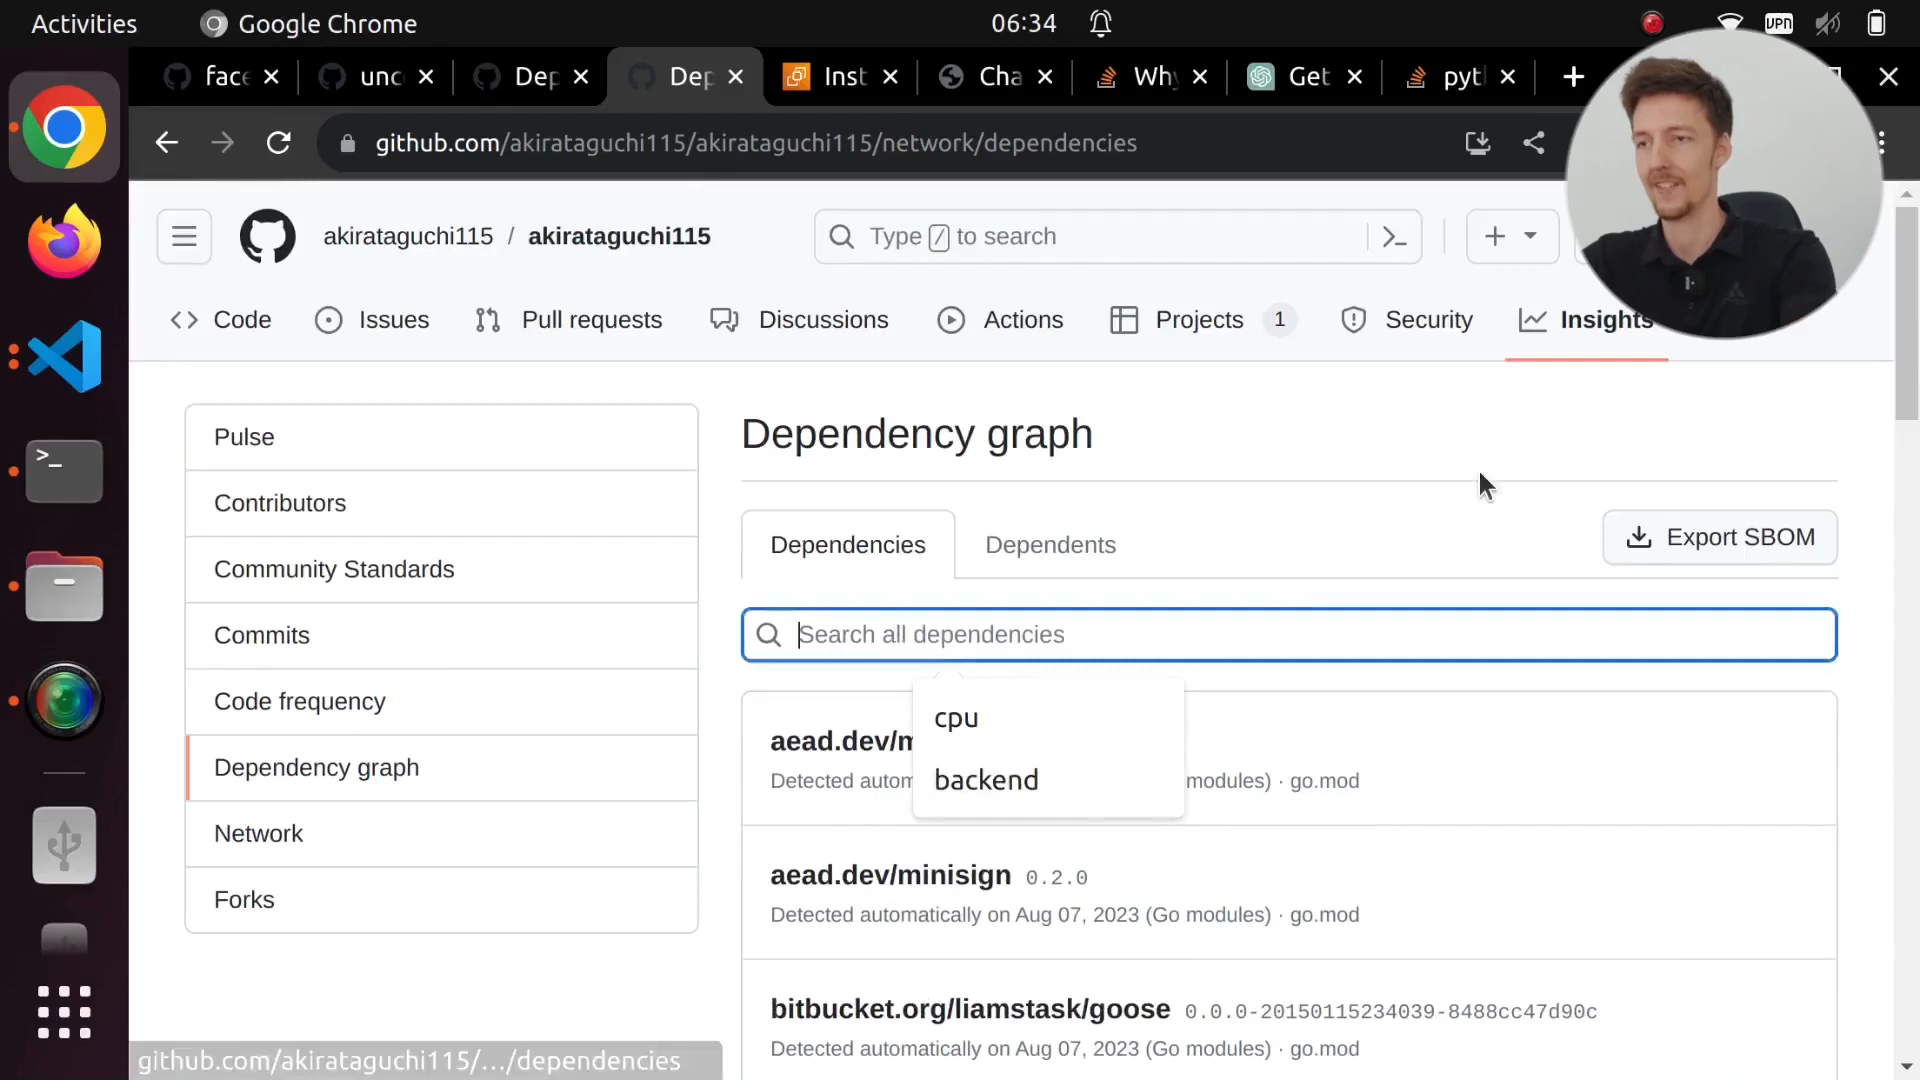 Activities
Google Chrome
06:34
VPN
face
unc
Dep
Dep
Inst
Cha
Why
Get
pyt
github.com/akirataguchi115/akirataguchi115/network/dependencies
akirataguchi115 / akirataguchi115
Type / to search
Code
Issues
Pull requests
Discussions
Actions
Projects 1
Security
Insights
Pulse
Contributors
Community Standards
Commits
Code frequency
Dependency graph
Network
Forks
Dependency graph
Dependencies
Dependents
Export SBOM
Search all dependencies
cpu
backend
aead.dev/m
Detected autom
modules) · go.mod
aead.dev/minisign 0.2.0
Detected automatically on Aug 07, 2023 (Go modules) · go.mod
bitbucket.org/liamstask/goose 0.0.0-20150115234039-8488cc47d90c
Detected automatically on Aug 07, 2023 (Go modules) · go.mod
github.com/akirataguchi115/.../dependencies